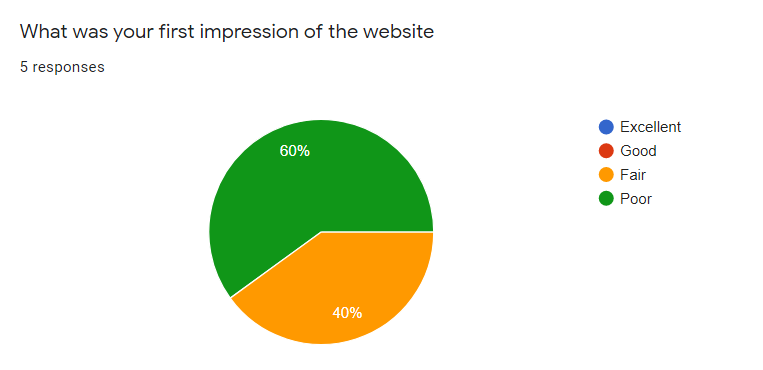 What was your first impression of the website
5 responses
60%
40%
Excellent
Good
Fair
Poor